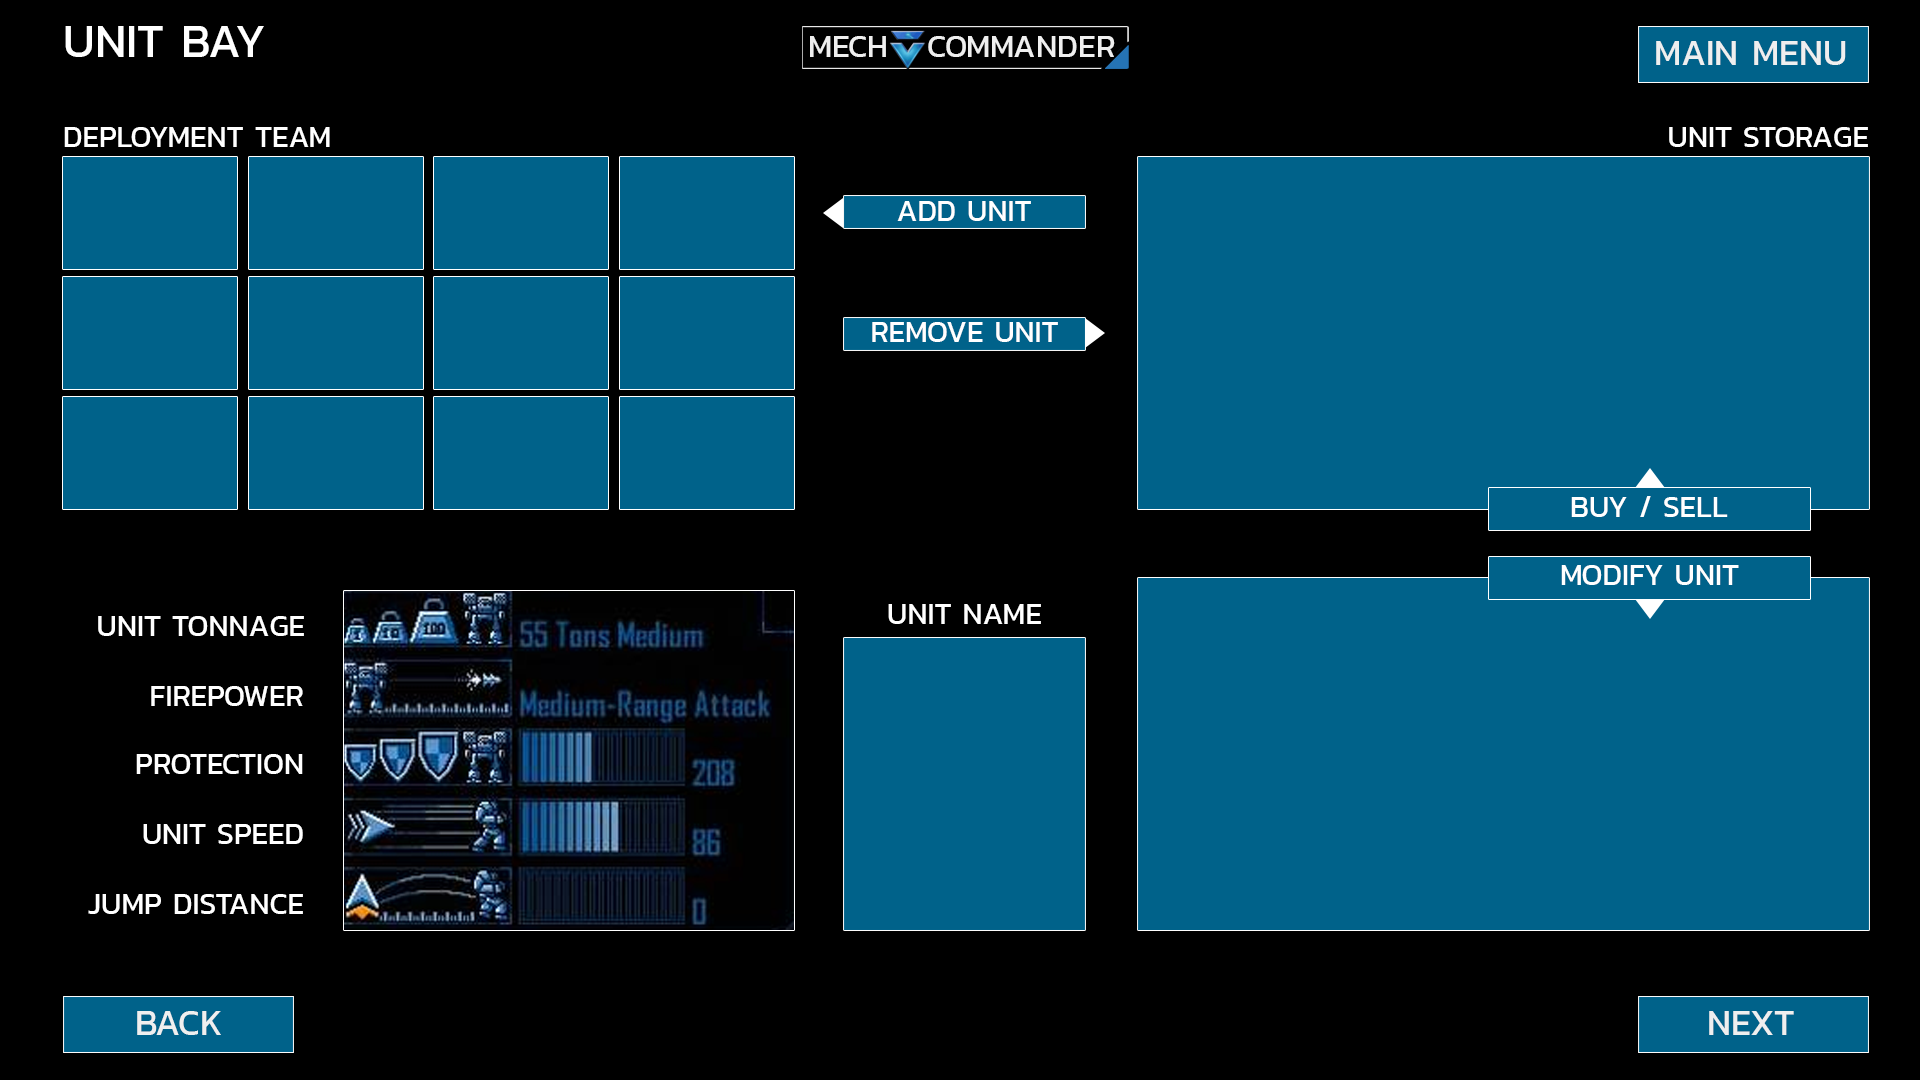 UNIT BAY
MECH COMMANDER
MAIN MENU
DEPLOYMENT TEAM
UNIT STORAGE
ADD UNIT
REMOVE UNIT
BUY / SELL
MODIFY UNIT
UNIT NAME
UNIT TONNAGE
100
55 Tons Medium
FIREPOWER
Medium-Range Attack
PROTECTION
208
UNIT SPEED
86
JUMP DISTANCE
0
BACK
NEXT